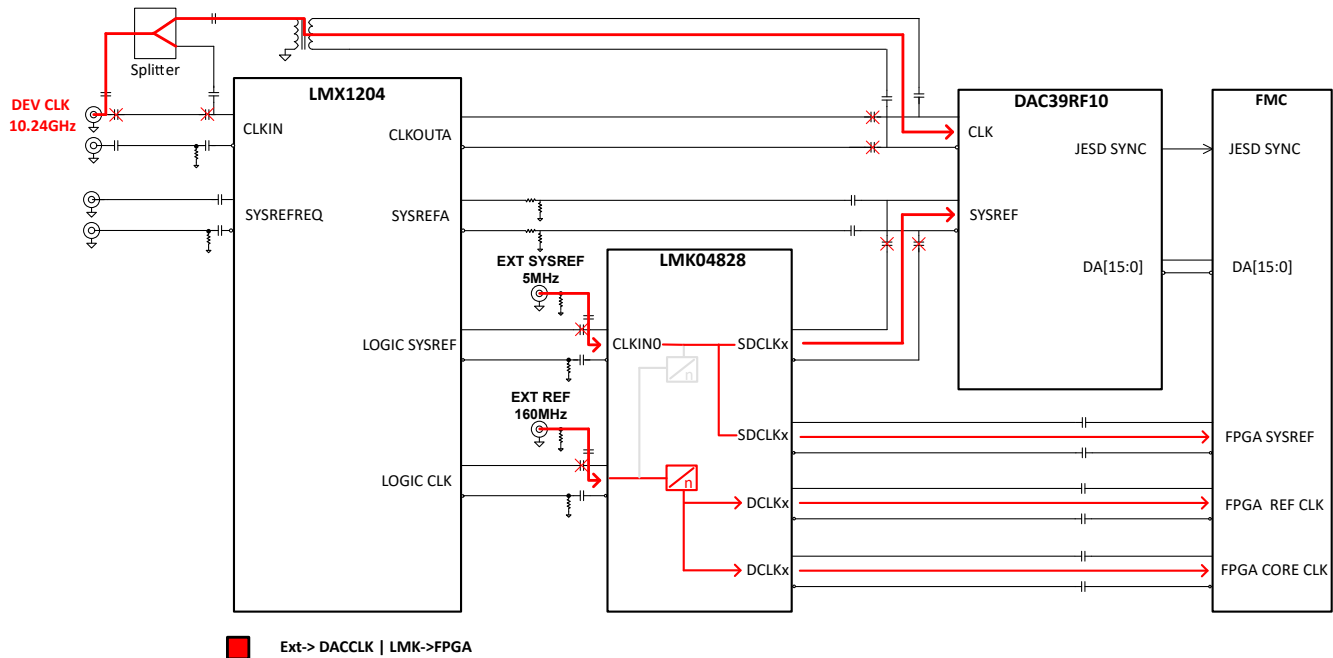 Splitter
DEV CLK
10.24GHz
LMX1204
CLKIN
CLKOUTA
SYSREFREQ
SYSREFA
LOGIC SYSREF
LOGIC CLK
EXT SYSREF
5MHz
EXT REF
160MHz
LMK04828
CLKIN0
n
n
SDCLKx
SDCLKx
DCLKx
DCLKx
DAC39RF10
CLK
JESD SYNC
SYSREF
DA[15:0]
FMC
JESD SYNC
DA[15:0]
FPGA SYSREF
FPGA REF CLK
FPGA CORE CLK
Ext-> DACCLK | LMK->FPGA